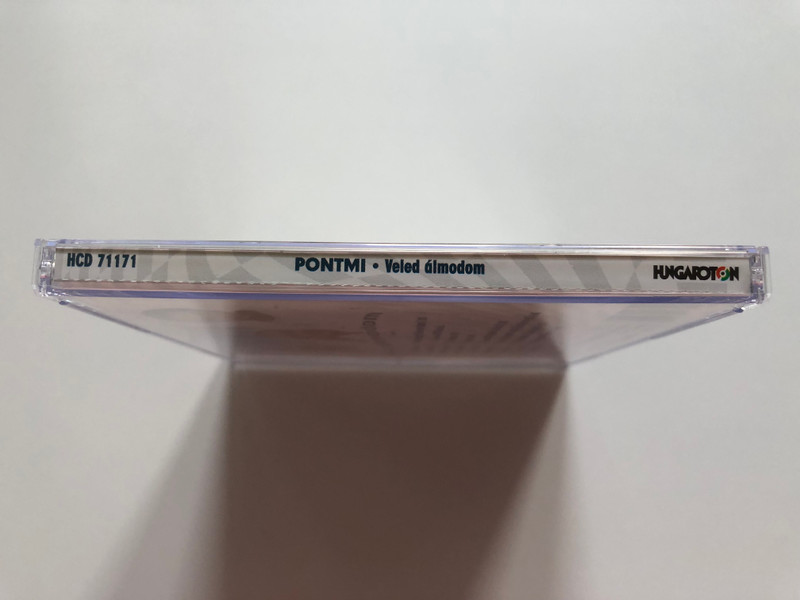 HCD 71171
PONTMI • Veled álmodom
HUNGAROTON